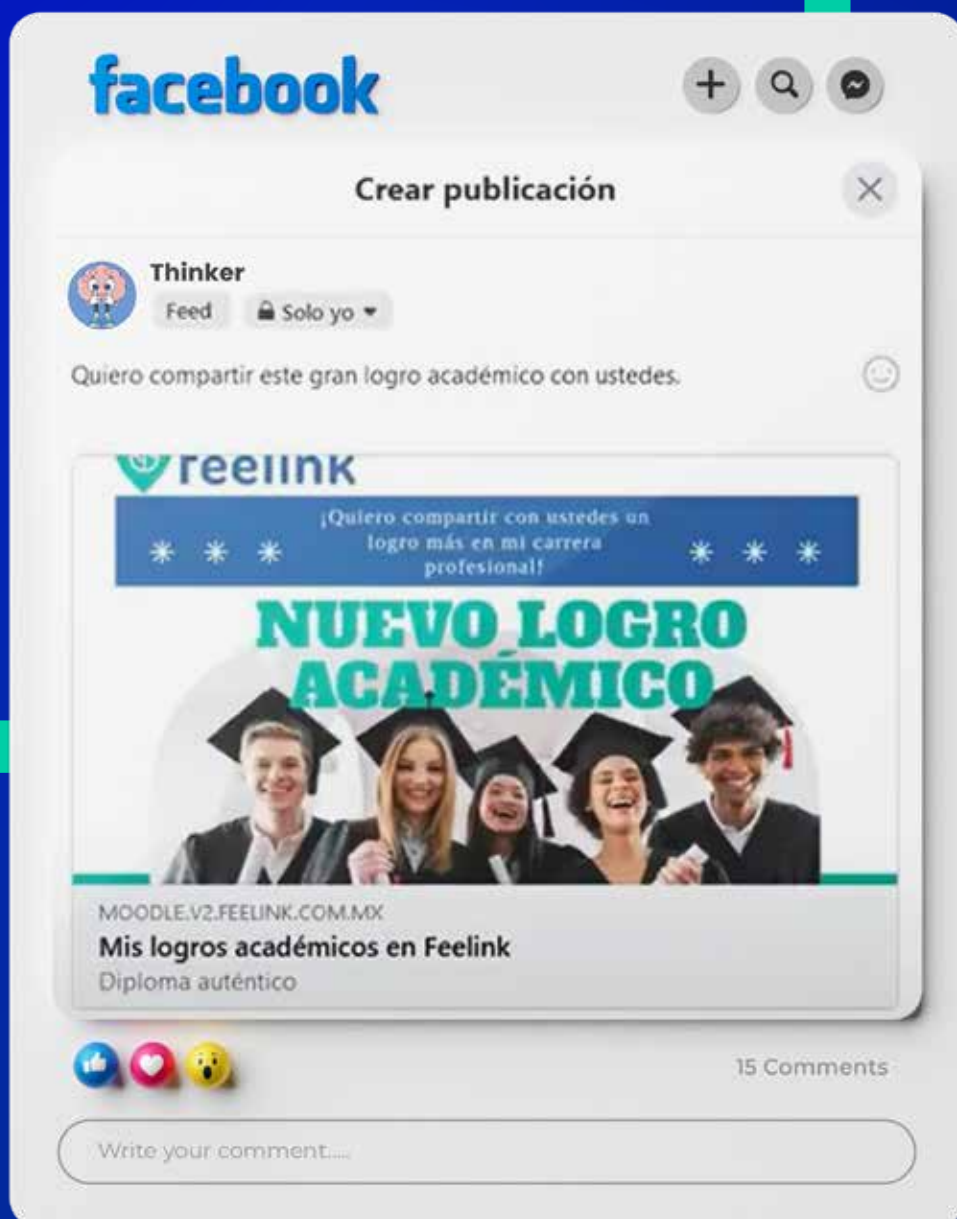 facebook
Crear publicación
Thinker
Feed
Solo yo
Quiero compartir este gran logro académico con ustedes.
feelink
¡Quiero compartir con ustedes un
logro más en mi carrera
profesional!
NUEVO LOGRO
ACADÉMICO
MOODLE.V2.FEELINK.COM.MX
Mis logros académicos en Feelink
Diploma auténtico
15 Comments
Write your comment.....